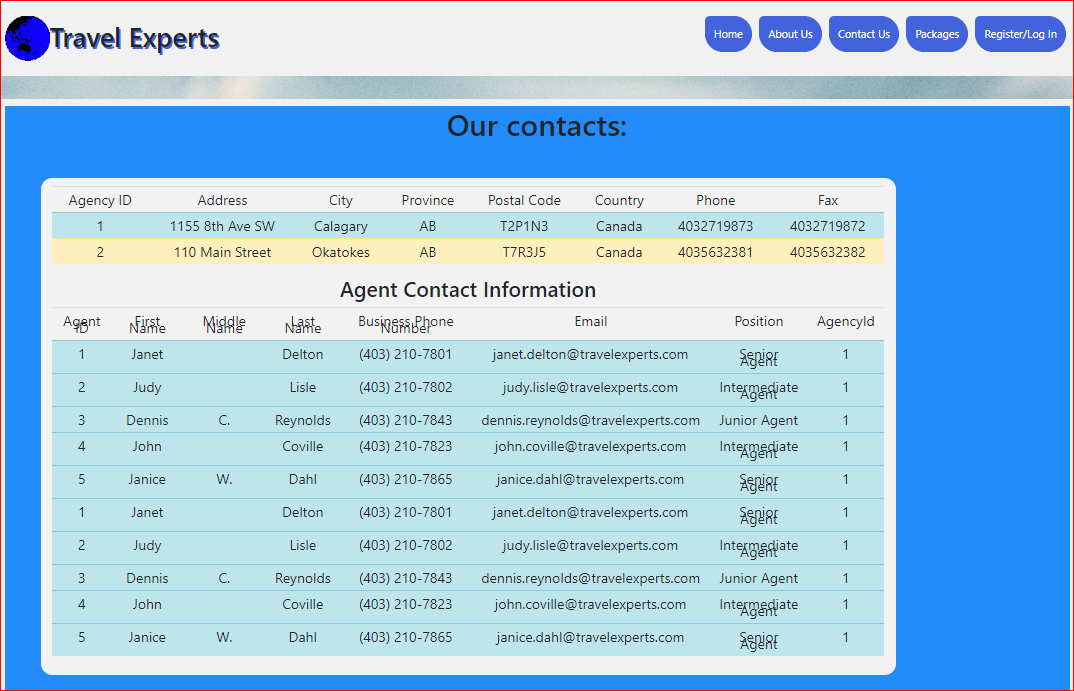 Travel Experts
Home About Us Contact Us Packages Register/Log In
Our contacts:
Agency ID Address City Province Postal Code Country Phone Fax
1 1155 8th Ave SW Calagary AB T2P1N3 Canada 4032719873 4032719872
2 110 Main Street Okatokes AB T7R3J5 Canada 4035632381 4035632382
Agent Contact Information
Agent ID First Name Middle Name Last Name Business Phone Number Email Position AgencyId
1 Janet Delton (403) 210-7801 janet.delton@travelexperts.com Senior Agent 1
2 Judy Lisle (403) 210-7802 judy.lisle@travelexperts.com Intermediate Agent 1
3 Dennis C. Reynolds (403) 210-7843 dennis.reynolds@travelexperts.com Junior Agent 1
4 John Coville (403) 210-7823 john.coville@travelexperts.com Intermediate Agent 1
5 Janice W. Dahl (403) 210-7865 janice.dahl@travelexperts.com Senior Agent 1
1 Janet Delton (403) 210-7801 janet.delton@travelexperts.com Senior Agent 1
2 Judy Lisle (403) 210-7802 judy.lisle@travelexperts.com Intermediate Agent 1
3 Dennis C. Reynolds (403) 210-7843 dennis.reynolds@travelexperts.com Junior Agent 1
4 John Coville (403) 210-7823 john.coville@travelexperts.com Intermediate Agent 1
5 Janice W. Dahl (403) 210-7865 janice.dahl@travelexperts.com Senior Agent 1